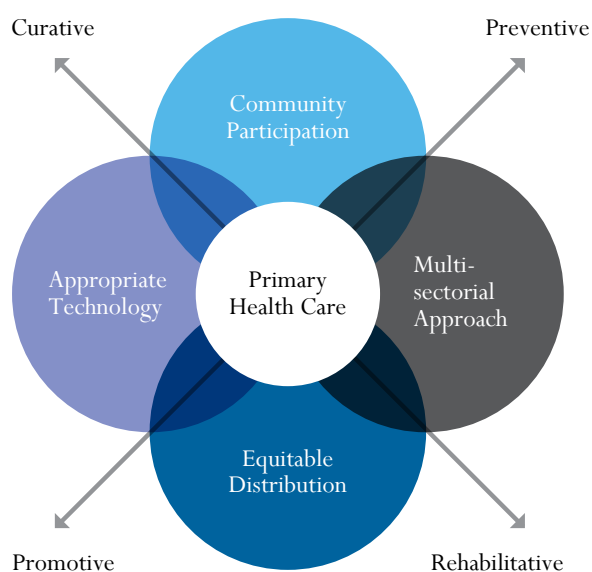 Curative
Preventive
Community
Participation
Appropriate
Technology
Primary
Health Care
Multi-
sectorial
Approach
Equitable
Distribution
Promotive
Rehabilitative